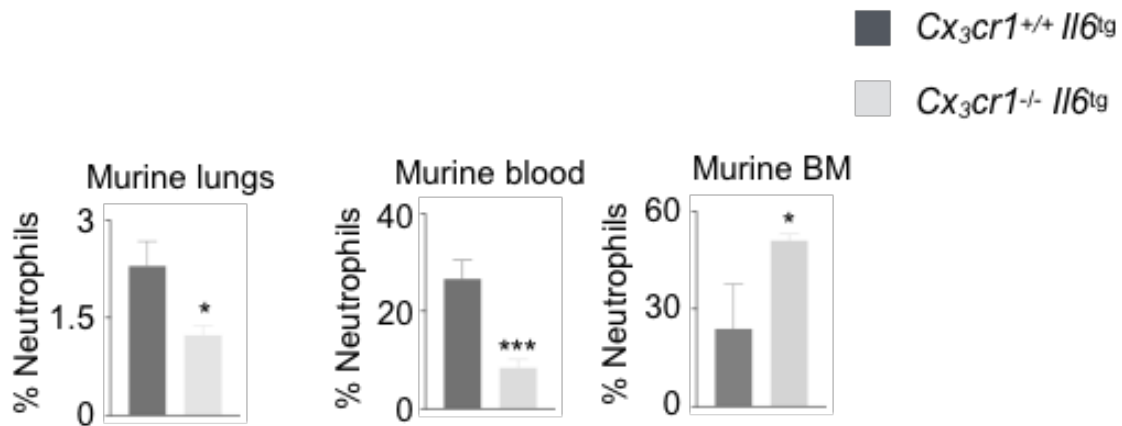 Cx₃cr1⁺/⁺ Il6ᵗᵍ
Cx₃cr1⁻/⁻ Il6ᵗᵍ
Murine lungs
% Neutrophils
3
1.5
0
*
Murine blood
% Neutrophils
40
20
0
***
Murine BM
% Neutrophils
60
30
0
*